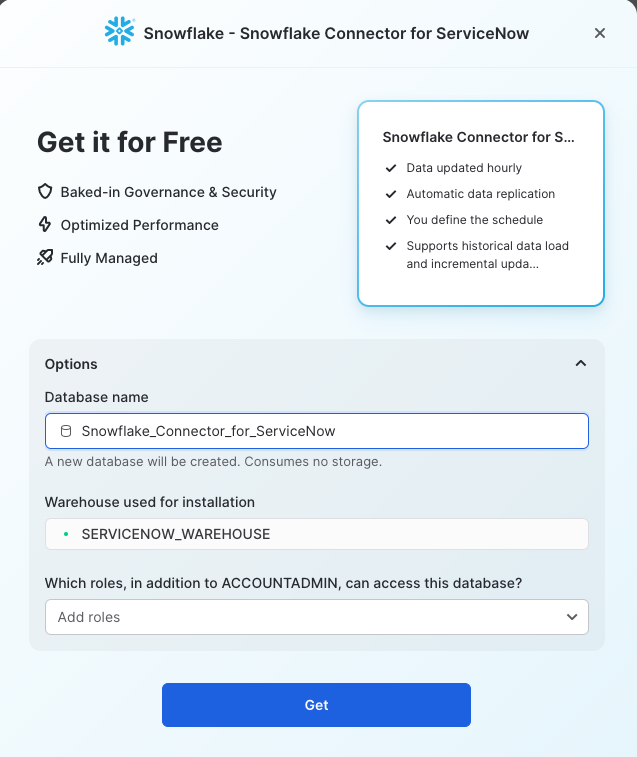 Snowflake - Snowflake Connector for ServiceNow
Get it for Free
Baked-in Governance & Security
Optimized Performance
Fully Managed
Snowflake Connector for S...
Data updated hourly
Automatic data replication
You define the schedule
Supports historical data load
and incremental upda...
Options
Database name
Snowflake_Connector_for_ServiceNow
A new database will be created. Consumes no storage.
Warehouse used for installation
SERVICENOW_WAREHOUSE
Which roles, in addition to ACCOUNTADMIN, can access this database?
Add roles
Get